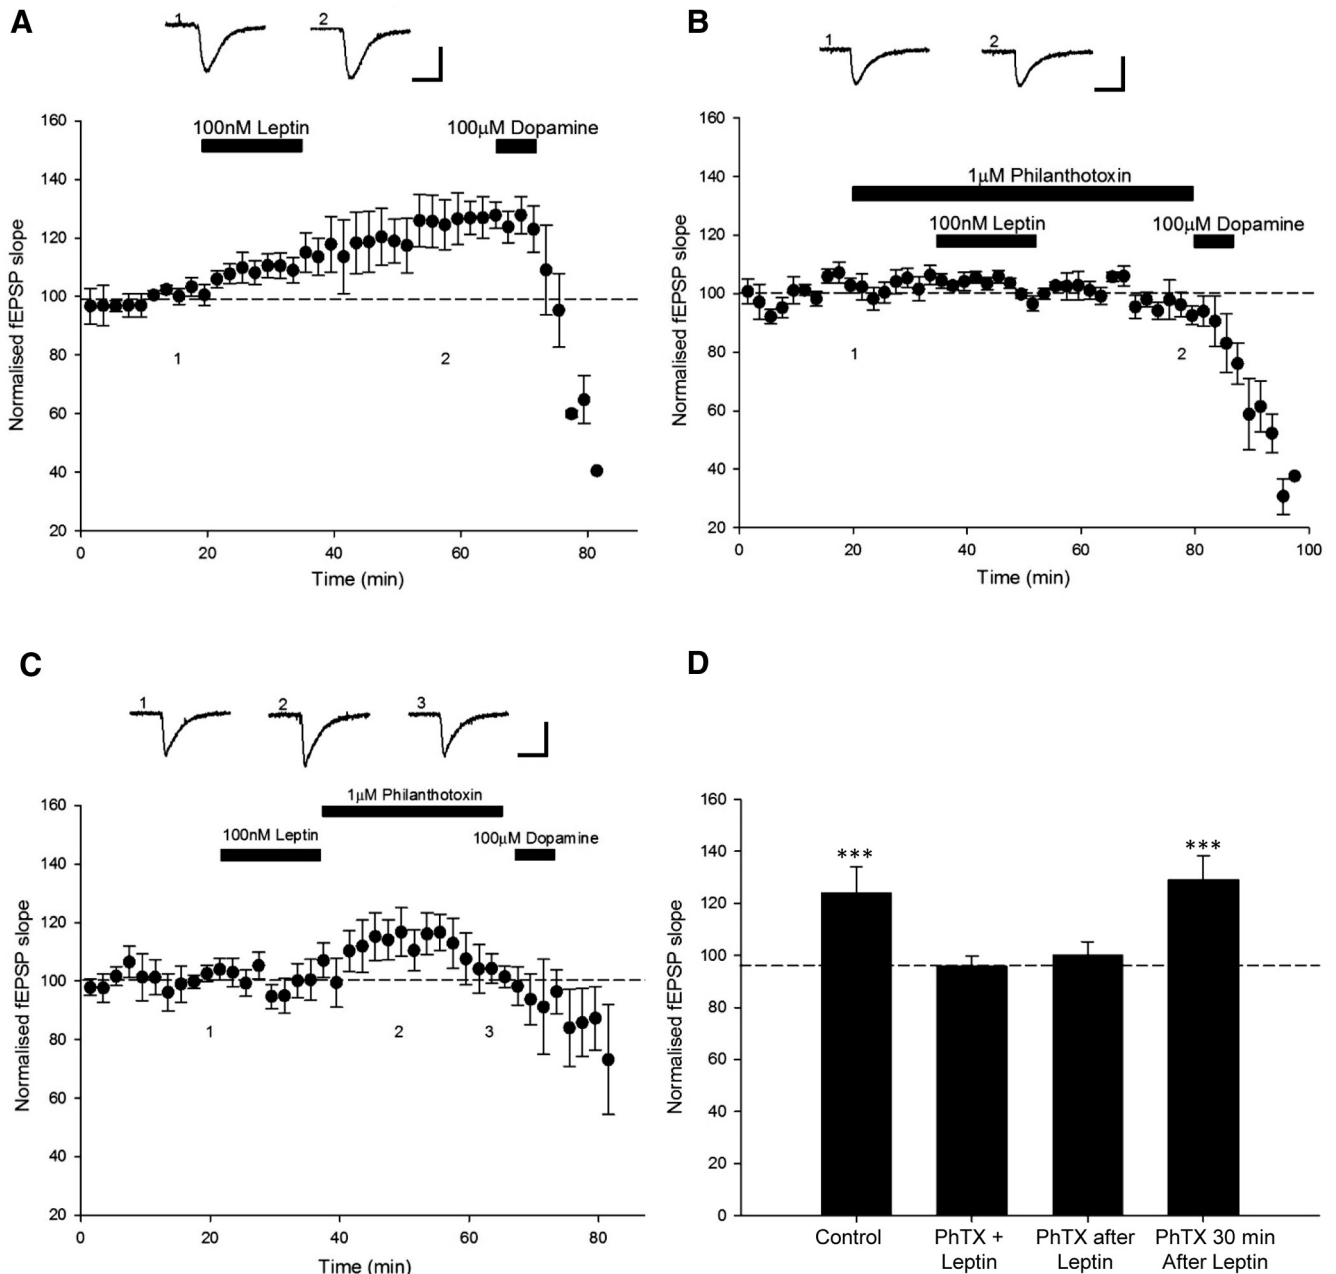 A
1
2
160
140
120
100
80
60
40
20
100nM Leptin
100µM Dopamine
Normalised fEPSP slope
1
2
0
20
40
60
80
Time (min)
B
1
2
160
140
120
100
80
60
40
20
1µM Philanthotoxin
100nM Leptin
100µM Dopamine
Normalised fEPSP slope
1
2
0
20
40
60
80
100
Time (min)
C
1
2
3
160
140
120
100
80
60
40
20
1µM Philanthotoxin
100nM Leptin
100µM Dopamine
Normalised fEPSP slope
1
2
3
0
20
40
60
80
Time (min)
D
160
140
120
100
80
60
40
20
0
Normalised fEPSP slope
***
***
Control
PhTX +
Leptin
PhTX after
Leptin
PhTX 30 min
After Leptin